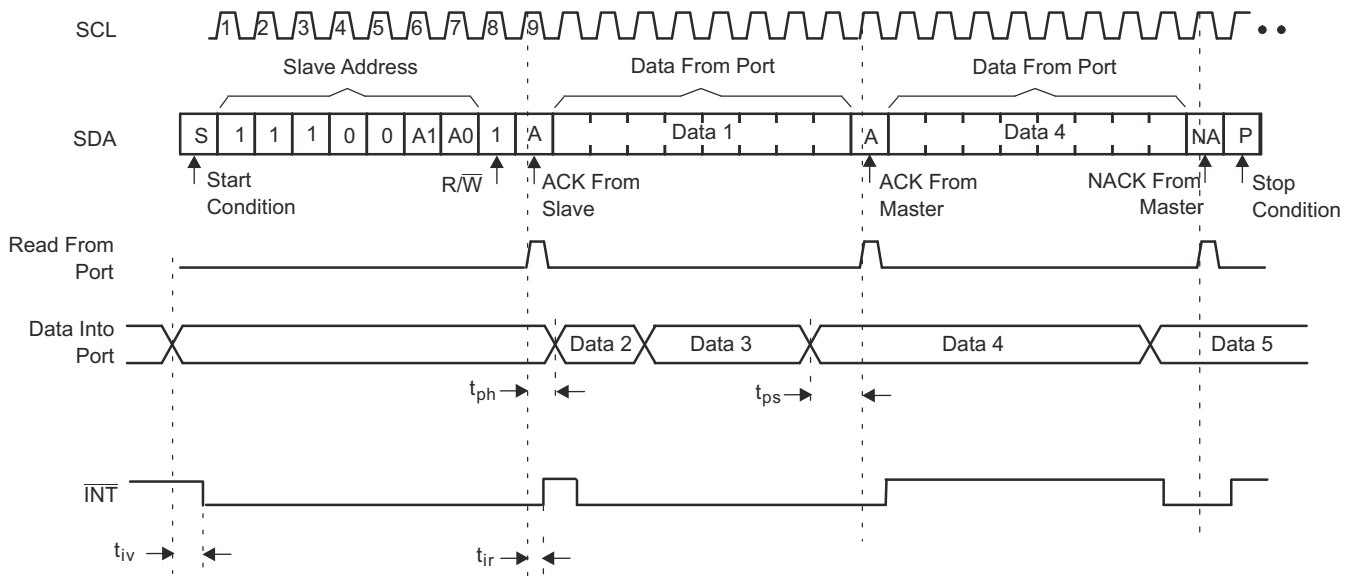 SCL
1 2 3 4 5 6 7 8 9
Slave Address
Data From Port
Data From Port
SDA
S 1 1 1 0 0 A1 A0 1 A Data 1 A Data 4 NA P
Start
Condition
R/W̅
ACK From
Slave
ACK From
Master
NACK From
Master
Stop
Condition
Read From
Port
Data Into
Port
Data 2 Data 3 Data 4 Data 5
tph
tps
I̅N̅T̅
tiv
tir